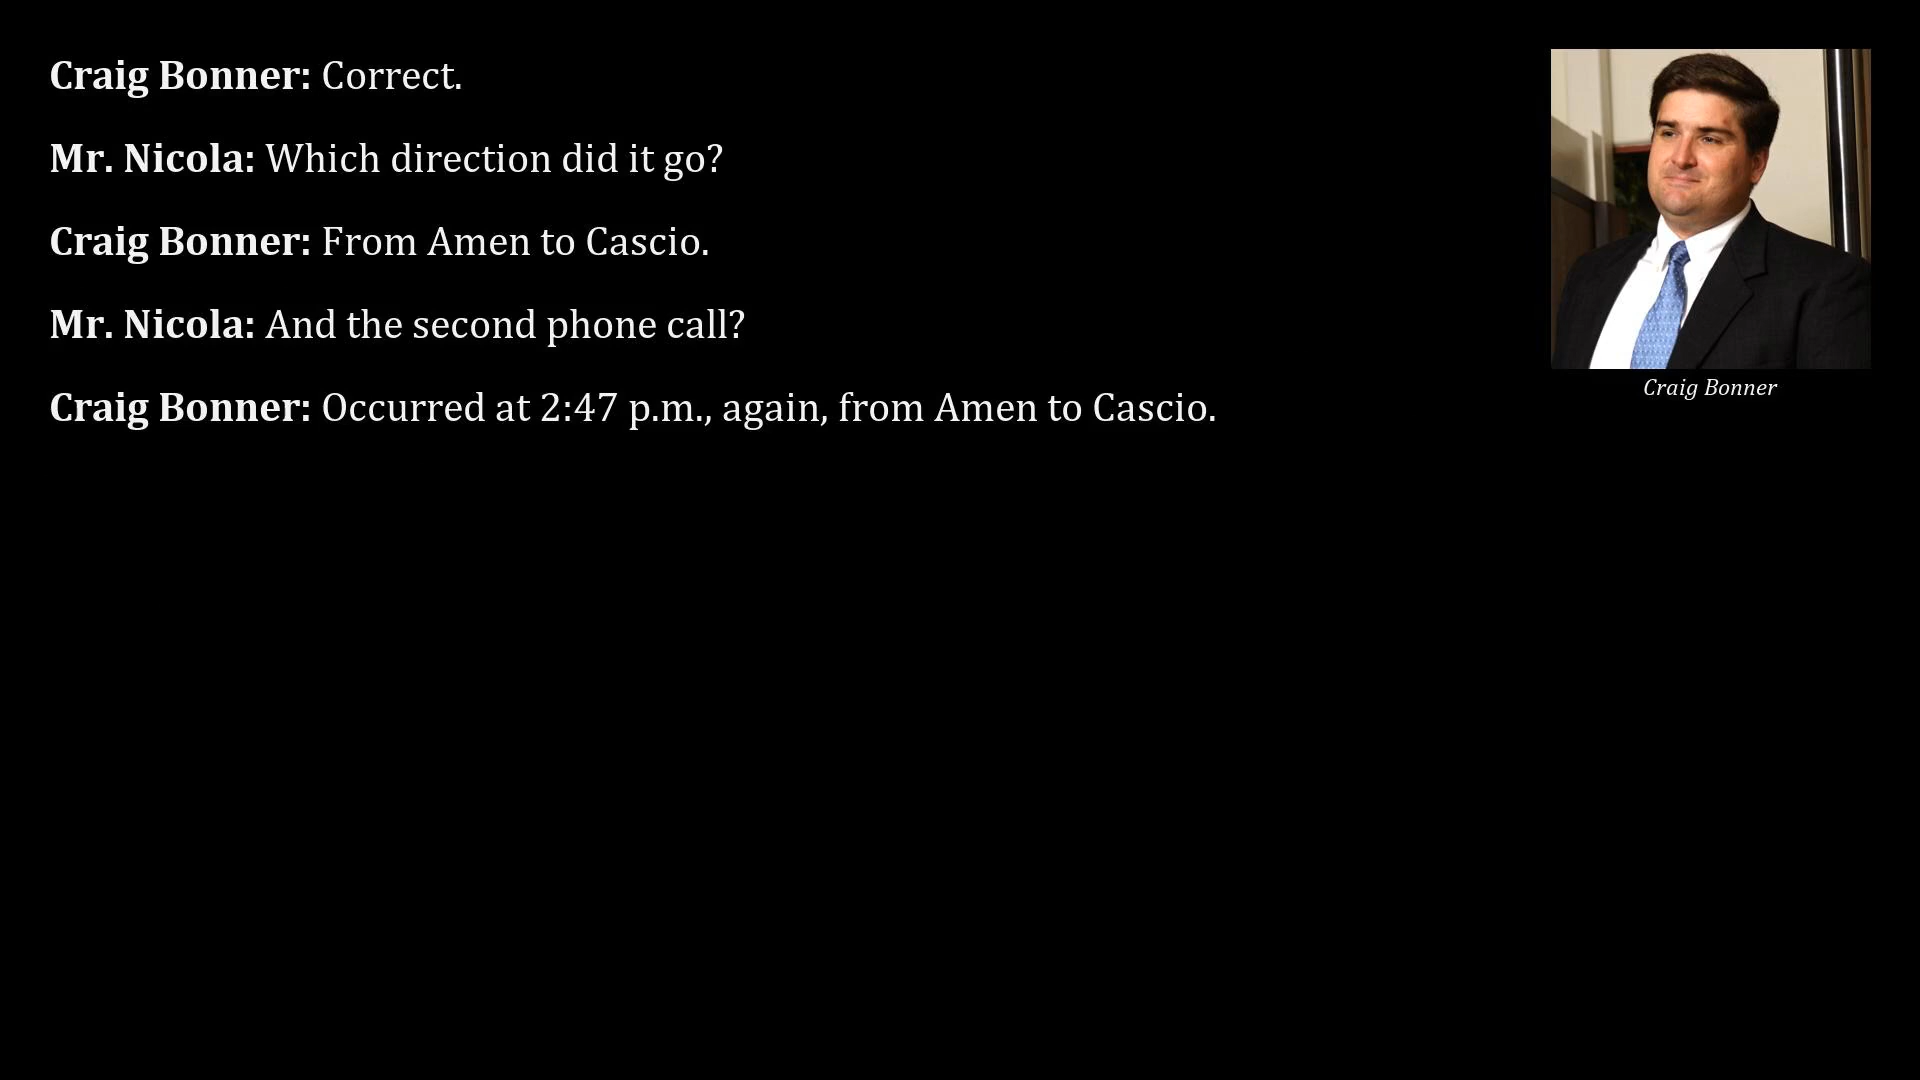 Craig Bonner: Correct.
Mr. Nicola: Which direction did it go?
Craig Bonner: From Amen to Cascio.
Mr. Nicola: And the second phone call?
Craig Bonner: Occurred at 2:47 p.m., again, from Amen to Cascio.
Craig Bonner